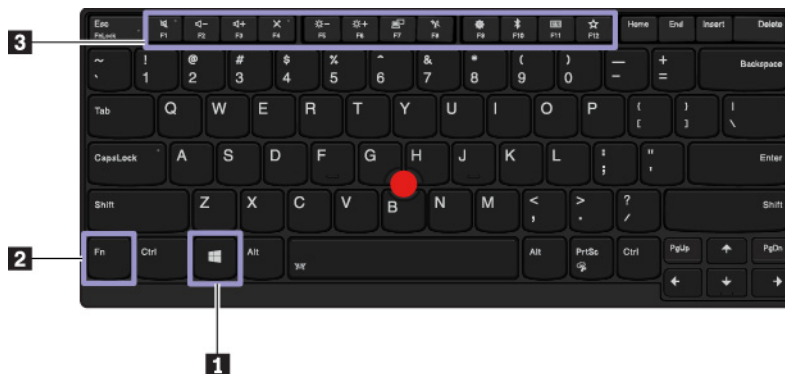 Esc F1 F2 F3 F4 F5 F6 F7 F8 F9 F10 F11 F12 Home End Insert Delete
FnLock
3
~ ! @ # $ % ^ & * ( ) — + Backspace
` 1 2 3 4 5 6 7 8 9 0 - =
Tab Q W E R T Y U I O P { } |
[ ] \
CapsLock A S D F G H J K L : " Enter
; '
Shift Z X C V B N M < > ? Shift
, . /
2
Fn Ctrl Alt Alt PrtSc Ctrl PgUp PgDn
1